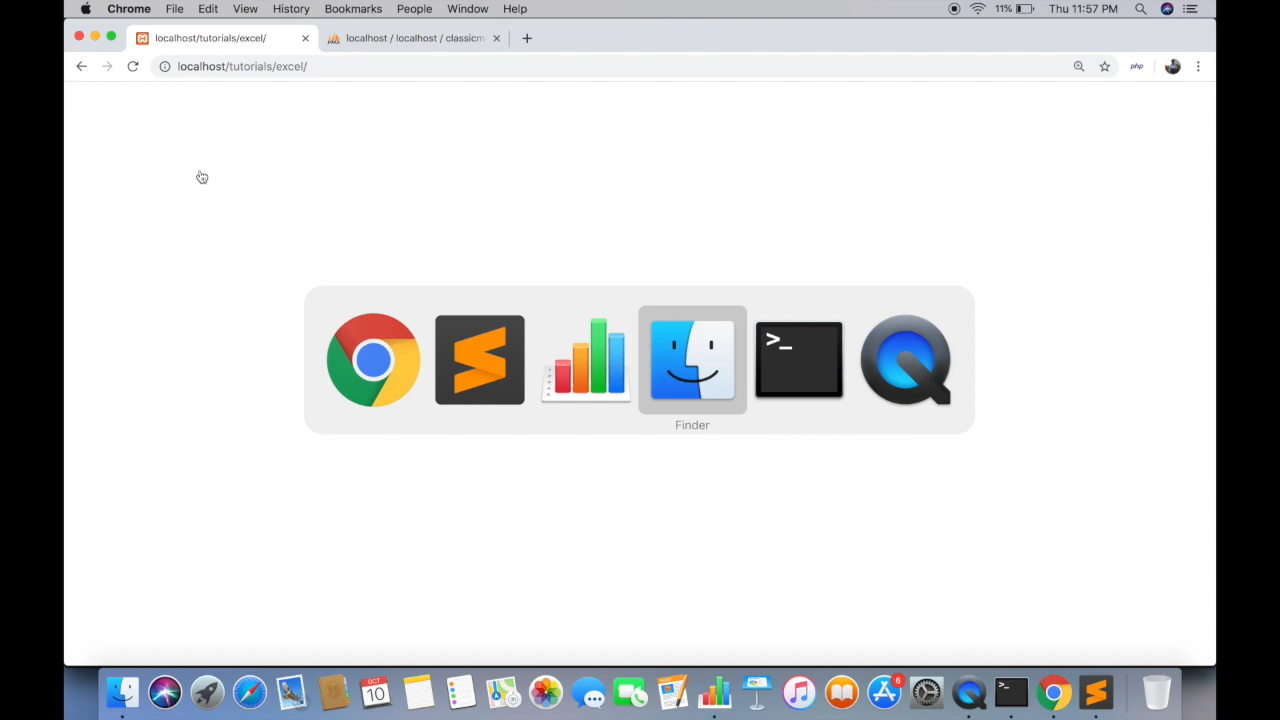 Chrome File Edit View History Bookmarks People Window Help 11% Thu 11:57 PM
localhost/tutorials/excel/ localhost / localhost / classicm
localhost/tutorials/excel/ php
>_
Finder
OCT 10 6 >_